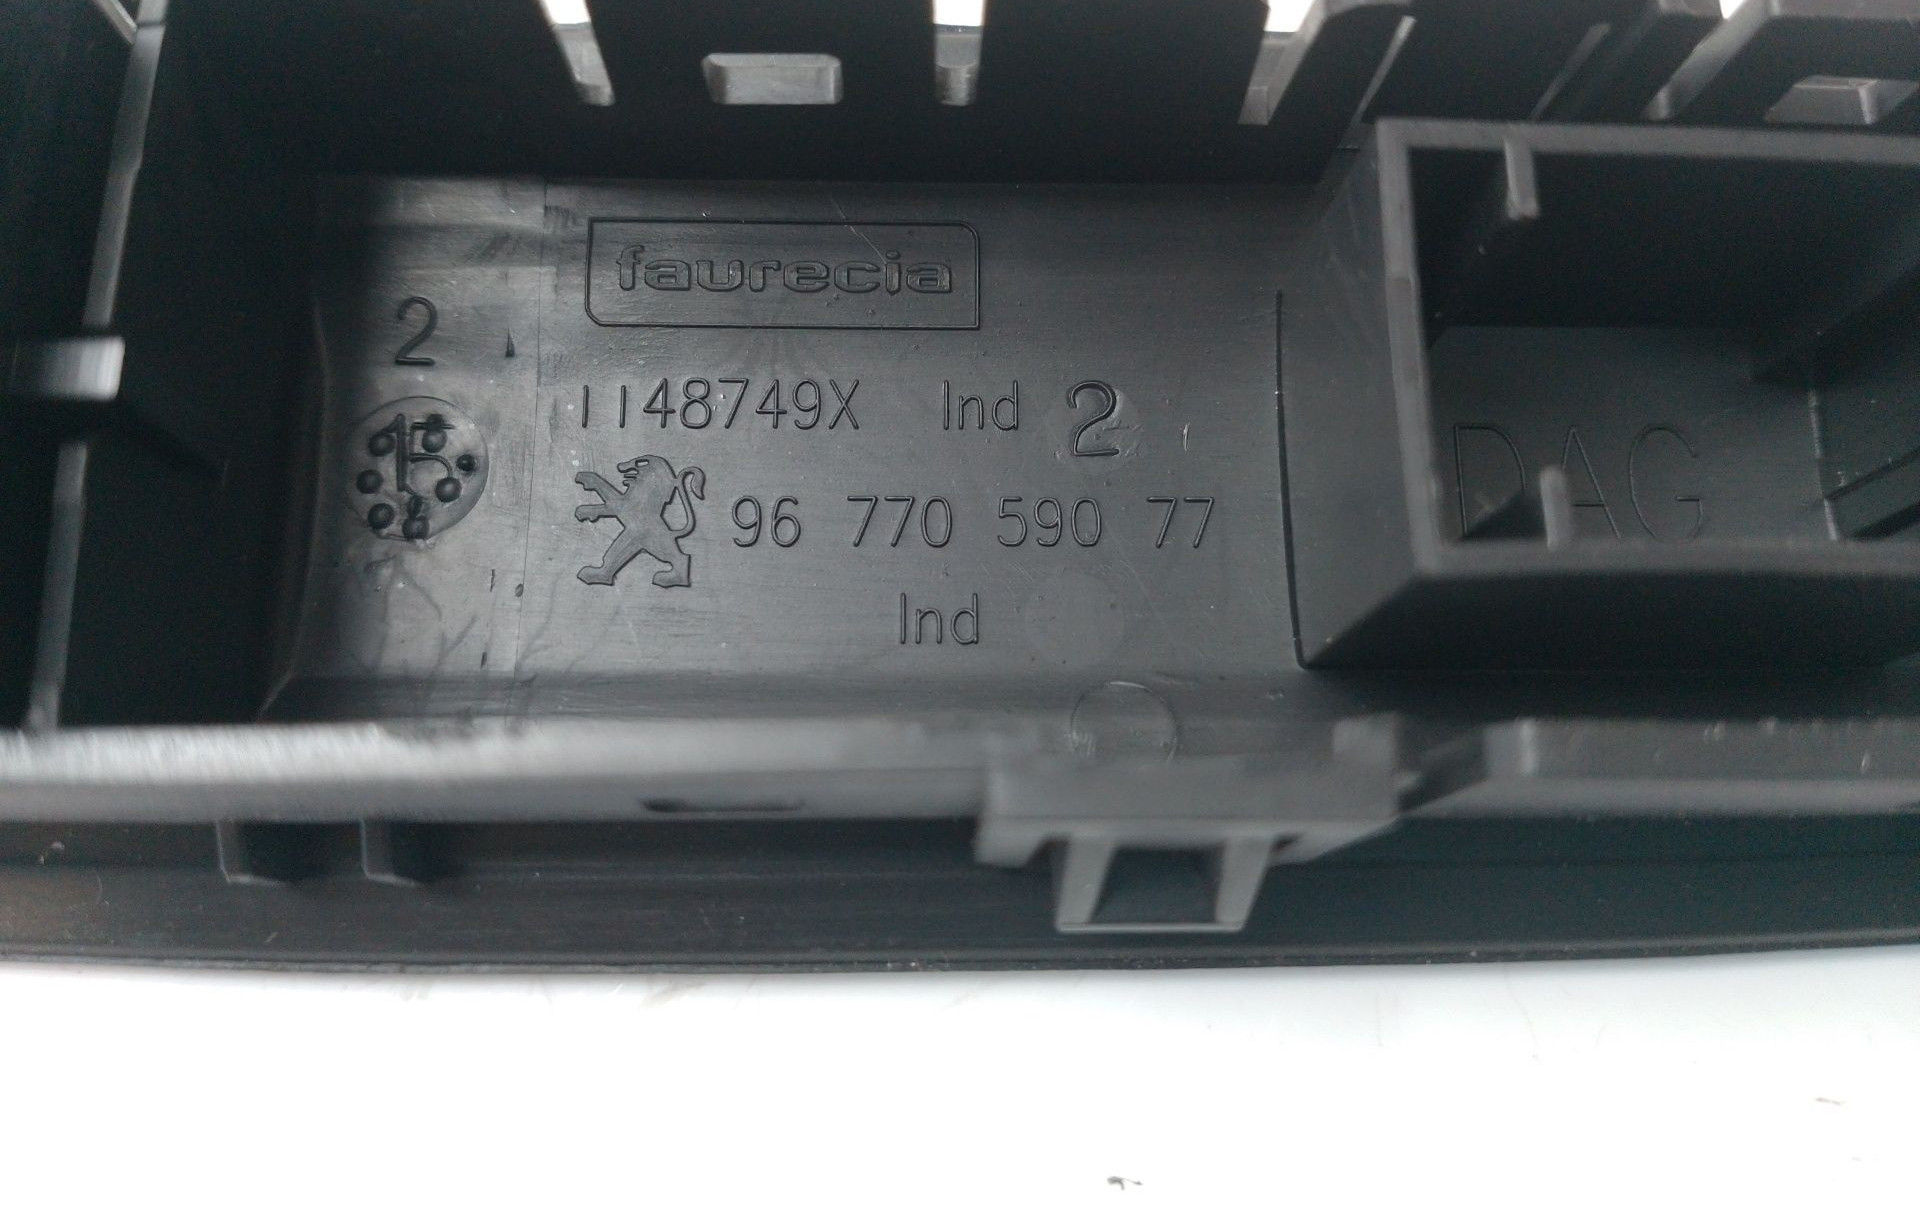 faurecia
2
1148749X Ind 2
15
96 770 590 77
DAG
Ind